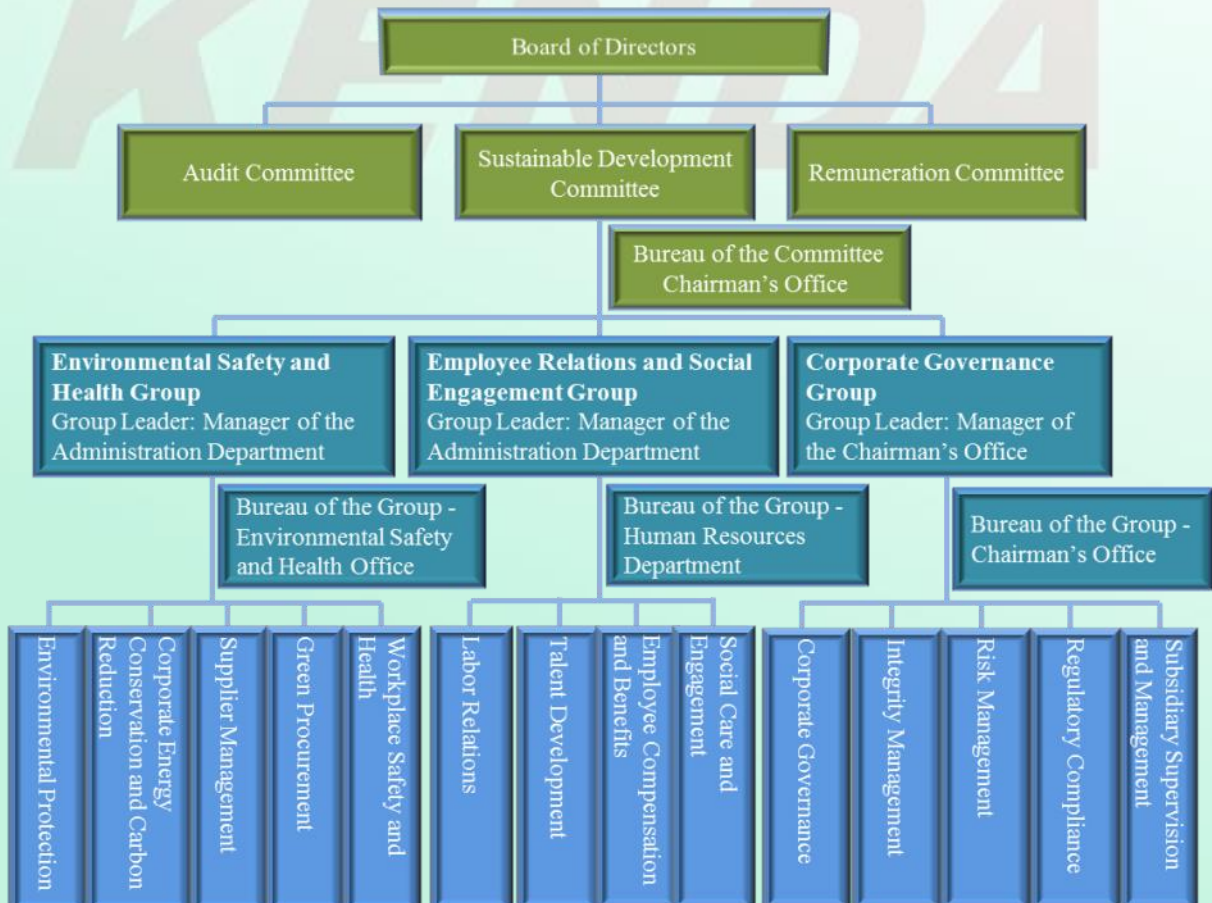 KENDA
Board of Directors
Audit Committee
Sustainable Development
Committee
Remuneration Committee
Bureau of the Committee
Chairman’s Office
Environmental Safety and
Health Group
Group Leader: Manager of the
Administration Department
Employee Relations and Social
Engagement Group
Group Leader: Manager of the
Administration Department
Corporate Governance
Group
Group Leader: Manager of
the Chairman’s Office
Bureau of the Group -
Environmental Safety
and Health Office
Bureau of the Group -
Human Resources
Department
Bureau of the Group -
Chairman’s Office
Environmental Protection
Corporate Energy
Conservation and Carbon
Reduction
Supplier Management
Green Procurement
Workplace Safety and
Health
Labor Relations
Talent Development
Employee Compensation
and Benefits
Social Care and
Engagement
Corporate Governance
Integrity Management
Risk Management
Regulatory Compliance
Subsidiary Supervision
and Management